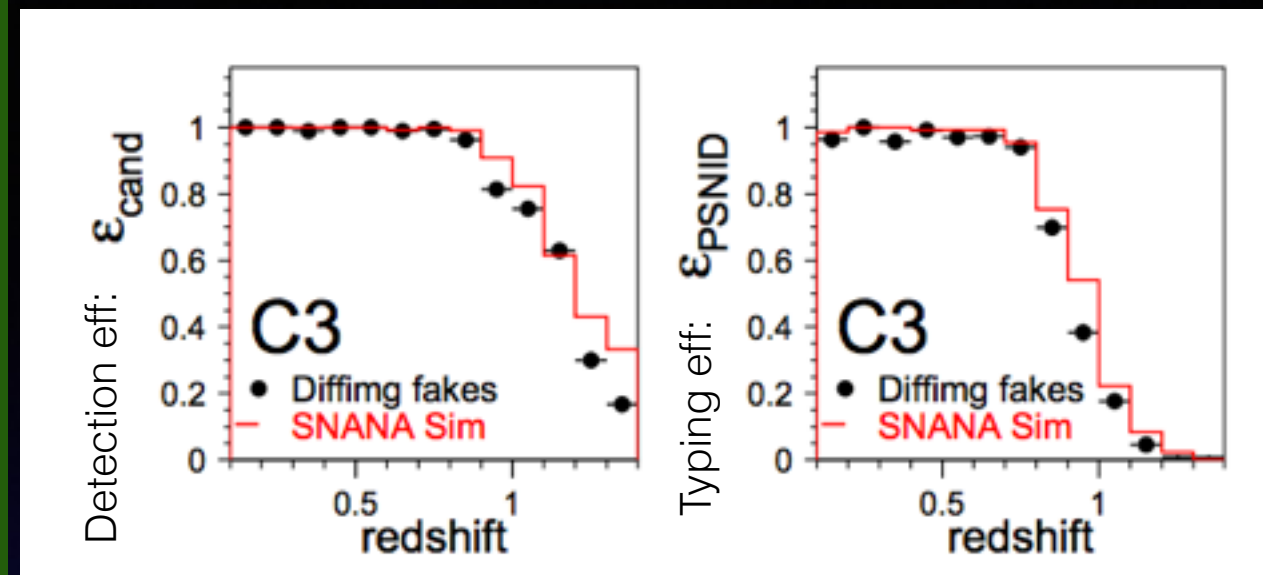 Detection eff:
ε_cand
1
0.8
0.6
0.4
0.2
0
C3
Diffimg fakes
SNANA Sim
0.5
1
redshift
Typing eff:
ε_PSNID
1
0.8
0.6
0.4
0.2
0
C3
Diffimg fakes
SNANA Sim
0.5
1
redshift